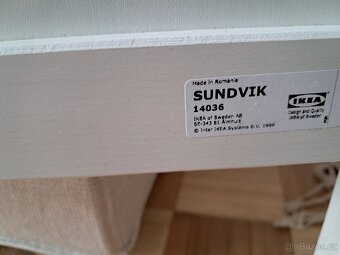 Made in Romania
SUNDVIK
14036
IKEA of Sweden AB
SE-343 81 Älmhult
© Inter IKEA Systems B.V. 1999
IKEA
Design and Quality
IKEA of Sweden